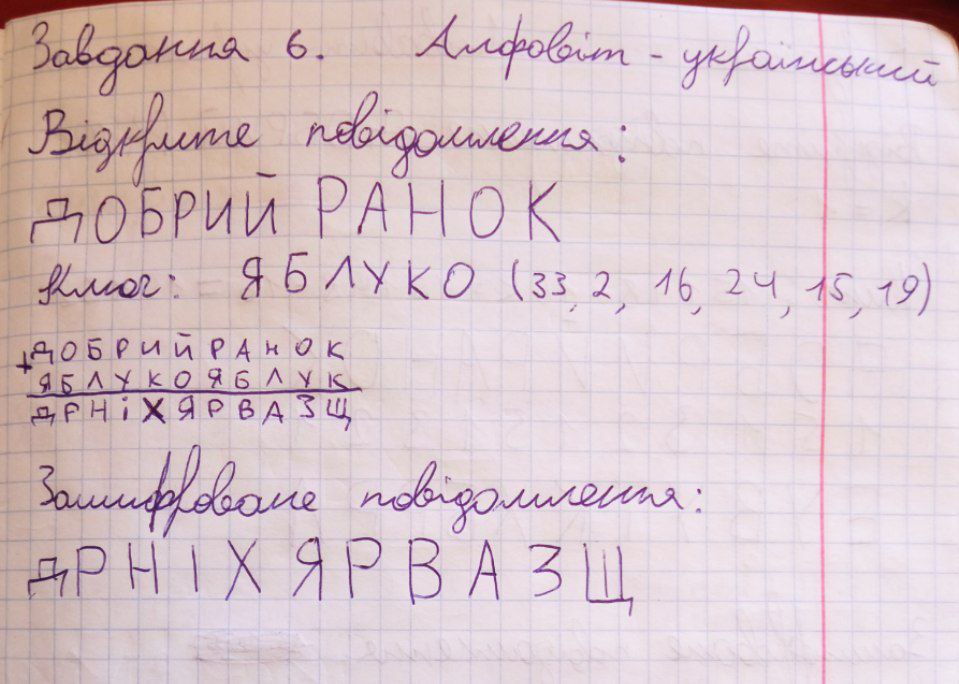 Завдання 6. Алфавіт - український
Відкрите повідомлення:
ДОБРИЙ РАНОК
Ключ: ЯБЛУКО (33, 2, 16, 24, 15, 19)
ДОБРИЙРАНОК
+ ЯБЛУКОЯБЛУК
ДРНІХЯРВАЗЩ
Зашифроване повідомлення:
ДРНІХЯРВАЗЩ